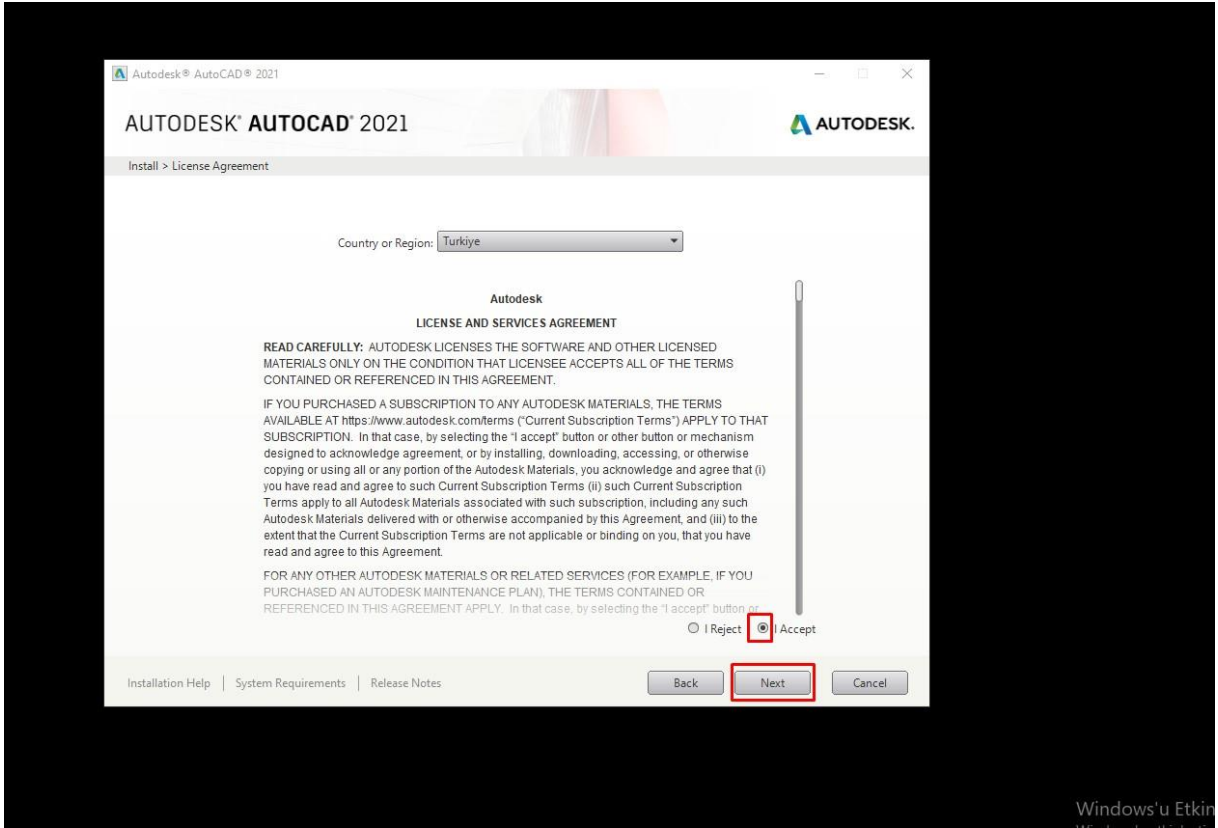 Autodesk® AutoCAD® 2021
AUTODESK® AUTOCAD® 2021
AUTODESK.
Install > License Agreement
Country or Region: Turkiye
Autodesk
LICENSE AND SERVICES AGREEMENT
READ CAREFULLY: AUTODESK LICENSES THE SOFTWARE AND OTHER LICENSED
MATERIALS ONLY ON THE CONDITION THAT LICENSEE ACCEPTS ALL OF THE TERMS
CONTAINED OR REFERENCED IN THIS AGREEMENT.
IF YOU PURCHASED A SUBSCRIPTION TO ANY AUTODESK MATERIALS, THE TERMS
AVAILABLE AT https://www.autodesk.com/terms (“Current Subscription Terms”) APPLY TO THAT
SUBSCRIPTION. In that case, by selecting the “I accept” button or other button or mechanism
designed to acknowledge agreement, or by installing, downloading, accessing, or otherwise
copying or using all or any portion of the Autodesk Materials, you acknowledge and agree that (i)
you have read and agree to such Current Subscription Terms (ii) such Current Subscription
Terms apply to all Autodesk Materials associated with such subscription, including any such
Autodesk Materials delivered with or otherwise accompanied by this Agreement, and (iii) to the
extent that the Current Subscription Terms are not applicable or binding on you, that you have
read and agree to this Agreement.
FOR ANY OTHER AUTODESK MATERIALS OR RELATED SERVICES (FOR EXAMPLE, IF YOU
PURCHASED AN AUTODESK MAINTENANCE PLAN), THE TERMS CONTAINED OR
REFERENCED IN THIS AGREEMENT APPLY. In that case, by selecting the “I accept” button or
I Reject I Accept
Installation Help System Requirements Release Notes Back Next Cancel
Windows'u Etkin